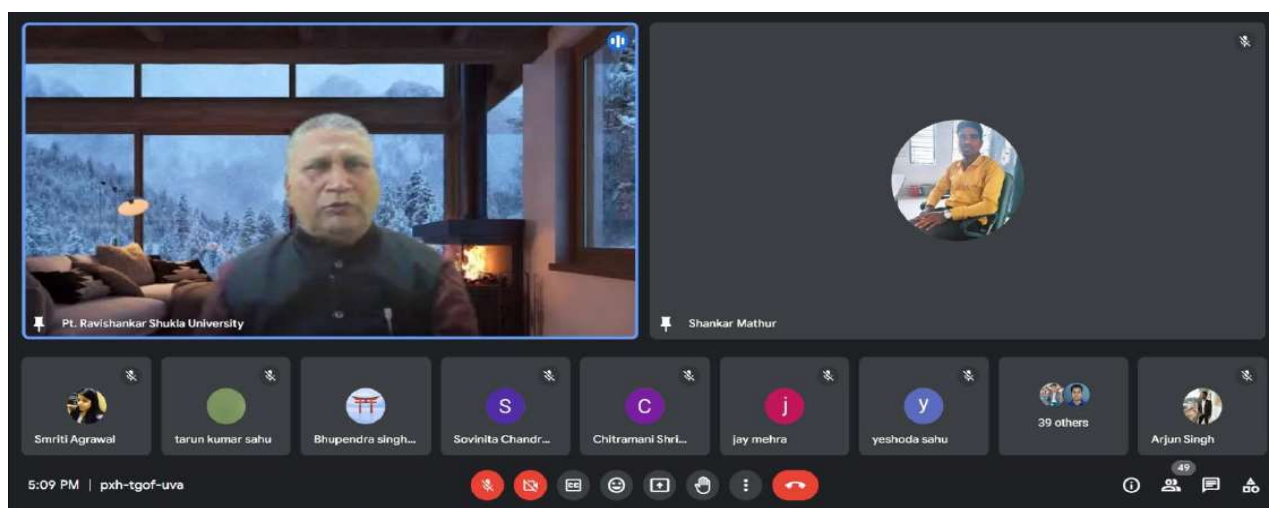 Pt. Ravishankar Shukla University
Shankar Mathur
Smriti Agrawal
tarun kumar sahu
Bhupendra singh...
S
Sovinita Chandr...
C
Chitramani Shri...
j
jay mehra
y
yeshoda sahu
39 others
Arjun Singh
5:09 PM | pxh-tgof-uva
CC
49